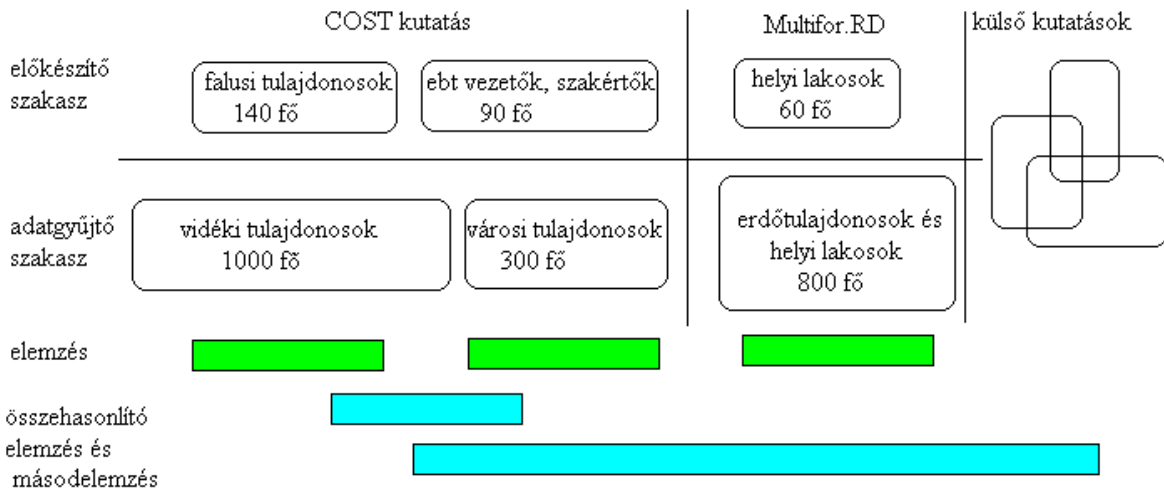 COST kutatás
Multifor.RD
külső kutatások
előkészítő
szakasz
falusi tulajdonosok
140 fő
ebt vezetők, szakértők
90 fő
helyi lakosok
60 fő
adatgyűjtő
szakasz
vidéki tulajdonosok
1000 fő
városi tulajdonosok
300 fő
erdőtulajdonosok és
helyi lakosok
800 fő
elemzés
összehasonlító
elemzés és
másodelemzés